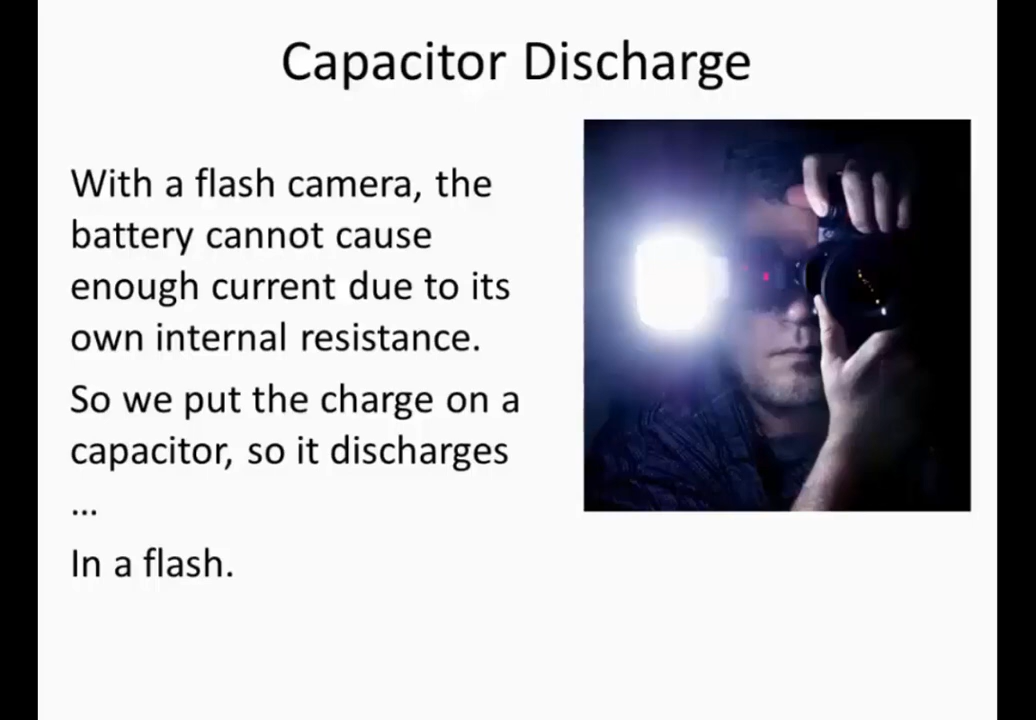 Capacitor Discharge
With a flash camera, the
battery cannot cause
enough current due to its
own internal resistance.
So we put the charge on a
capacitor, so it discharges
...
In a flash.